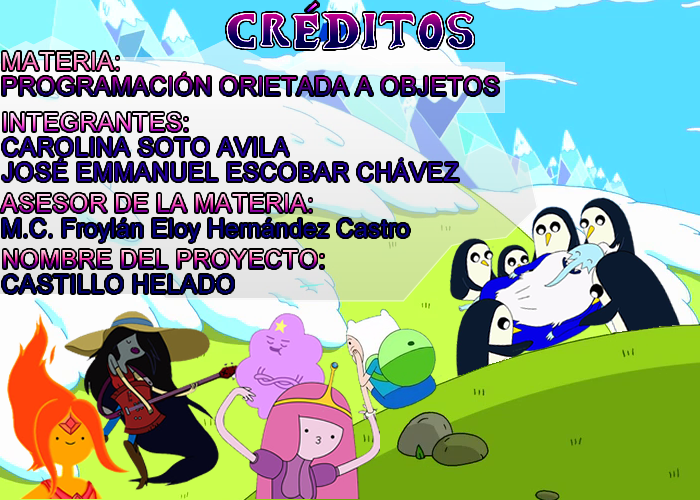 CRÉDITOS
MATERIA:
PROGRAMACIÓN ORIETADA A OBJETOS
INTEGRANTES:
CAROLINA SOTO AVILA
JOSÉ EMMANUEL ESCOBAR CHÁVEZ
ASESOR DE LA MATERIA:
M.C. Froylán Eloy Hernández Castro
NOMBRE DEL PROYECTO:
CASTILLO HELADO